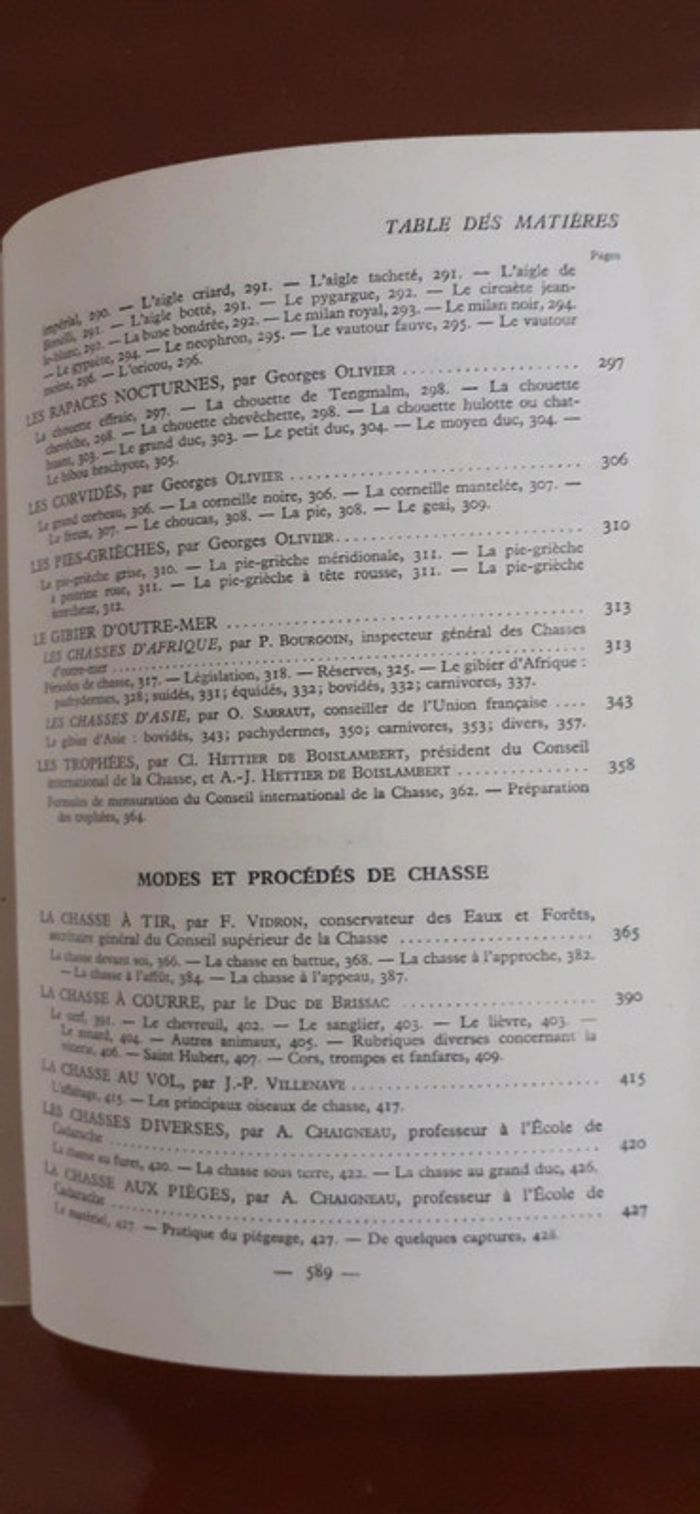 TABLE DES MATIÈRES
Pages
impérial, 290. — L'aigle criard, 291. — L'aigle tacheté, 291. — L'aigle de
Bonelli, 291. — L'aigle botté, 291. — Le pygargue, 292. — Le circaète jean-
le-blanc, 292. — La buse bondrée, 292. — Le milan royal, 293. — Le milan noir, 294.
— Le gypaète, 294. — Le neophron, 295. — Le vautour fauve, 295. — Le vautour
moine, 296. — L'oricou, 296.
LES RAPACES NOCTURNES, par Georges OLIVIER .................... 297
La chouette effraie, 297. — La chouette de Tengmalm, 298. — La chouette
chevêche, 298. — La chouette chevêchette, 298. — La chouette hulotte ou chat-
huant, 303. — Le grand duc, 303. — Le petit duc, 304. — Le moyen duc, 304. —
Le hibou brachyote, 305.
LES CORVIDÉS, par Georges OLIVIER .............................. 306
Le grand corbeau, 306. — La corneille noire, 306. — La corneille mantelée, 307. —
Le freux, 307. — Le choucas, 308. — La pie, 308. — Le geai, 309.
LES PIES-GRIÈCHES, par Georges OLIVIER......................... 310
La pie-grièche grise, 310. — La pie-grièche méridionale, 311. — La pie-grièche
à poitrine rose, 311. — La pie-grièche à tête rousse, 311. — La pie-grièche
écorcheur, 312.
LE GIBIER D'OUTRE-MER ...................................... 313
LES CHASSES D'AFRIQUE, par P. BOURGOIN, inspecteur général des Chasses
d'outre-mer .................................................. 313
Périodes de chasse, 317. — Législation, 318. — Réserves, 325. — Le gibier d'Afrique :
pachydermes, 328; suidés, 331; équidés, 332; bovidés, 332; carnivores, 337.
LES CHASSES D'ASIE, par O. SARRAUT, conseiller de l'Union française .... 343
Le gibier d'Asie : bovidés, 343; pachydermes, 350; carnivores, 353; divers, 357.
LES TROPHÉES, par Cl. HETTIER DE BOISLAMBERT, président du Conseil
international de la Chasse, et A.-J. HETTIER DE BOISLAMBERT .............. 358
Formules de mensuration du Conseil international de la Chasse, 362. — Préparation
des trophées, 364.
MODES ET PROCÉDÉS DE CHASSE
LA CHASSE À TIR, par F. VIDRON, conservateur des Eaux et Forêts,
secrétaire général du Conseil supérieur de la Chasse .................... 365
La chasse devant soi, 366. — La chasse en battue, 368. — La chasse à l'approche, 382.
— La chasse à l'affût, 384. — La chasse à l'appeau, 387.
LA CHASSE À COURRE, par le Duc DE BRISSAC .................... 390
Le cerf, 391. — Le chevreuil, 402. — Le sanglier, 403. — Le lièvre, 403. —
Le renard, 404. — Autres animaux, 405. — Rubriques diverses concernant la
vénerie, 406. — Saint Hubert, 407. — Cors, trompes et fanfares, 409.
LA CHASSE AU VOL, par J.-P. VILLENAVE .......................... 415
L'affaitage, 415. — Les principaux oiseaux de chasse, 417.
LES CHASSES DIVERSES, par A. CHAIGNEAU, professeur à l'École de
Cadarache .................................................. 420
La chasse au furet, 420. — La chasse sous terre, 422. — La chasse au grand duc, 426.
LA CHASSE AUX PIÈGES, par A. CHAIGNEAU, professeur à l'École de
Cadarache .................................................. 427
Le matériel, 427. — Pratique du piégeage, 427. — De quelques captures, 428.
— 589 —